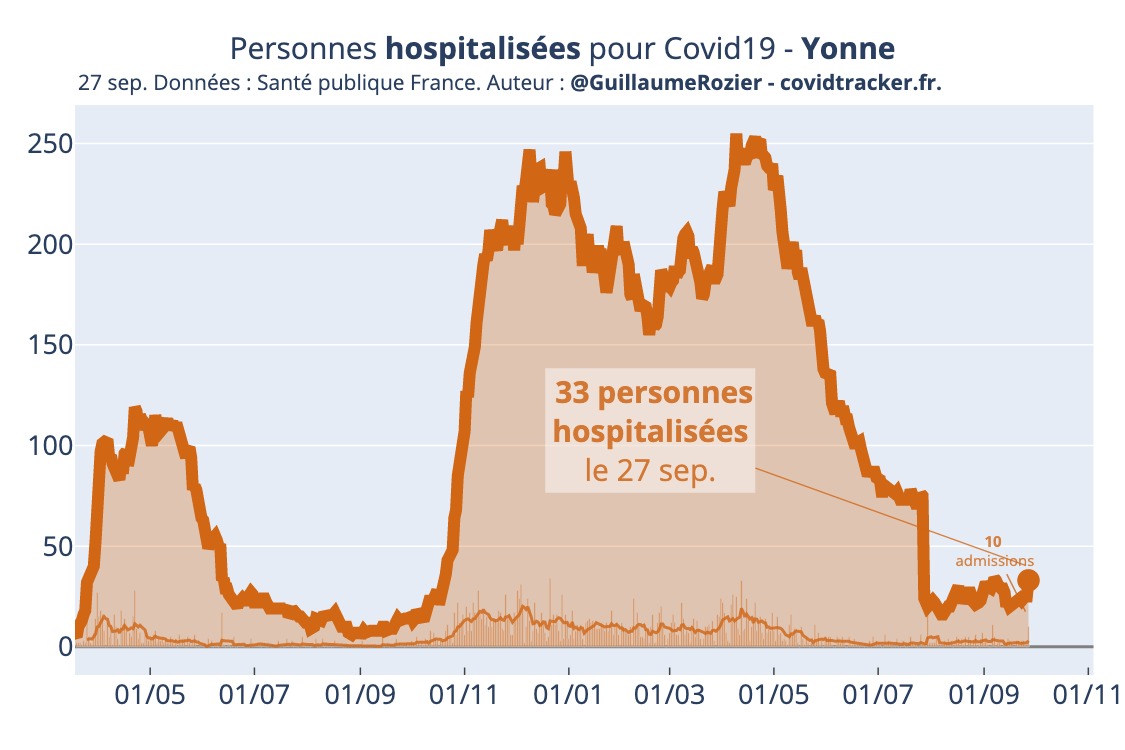 Personnes hospitalisées pour Covid19 - Yonne
27 sep. Données : Santé publique France. Auteur : @GuillaumeRozier - covidtracker.fr.
250
200
150
100
50
0
33 personnes
hospitalisées
le 27 sep.
10
admissions
01/05 01/07 01/09 01/11 01/01 01/03 01/05 01/07 01/09 01/11